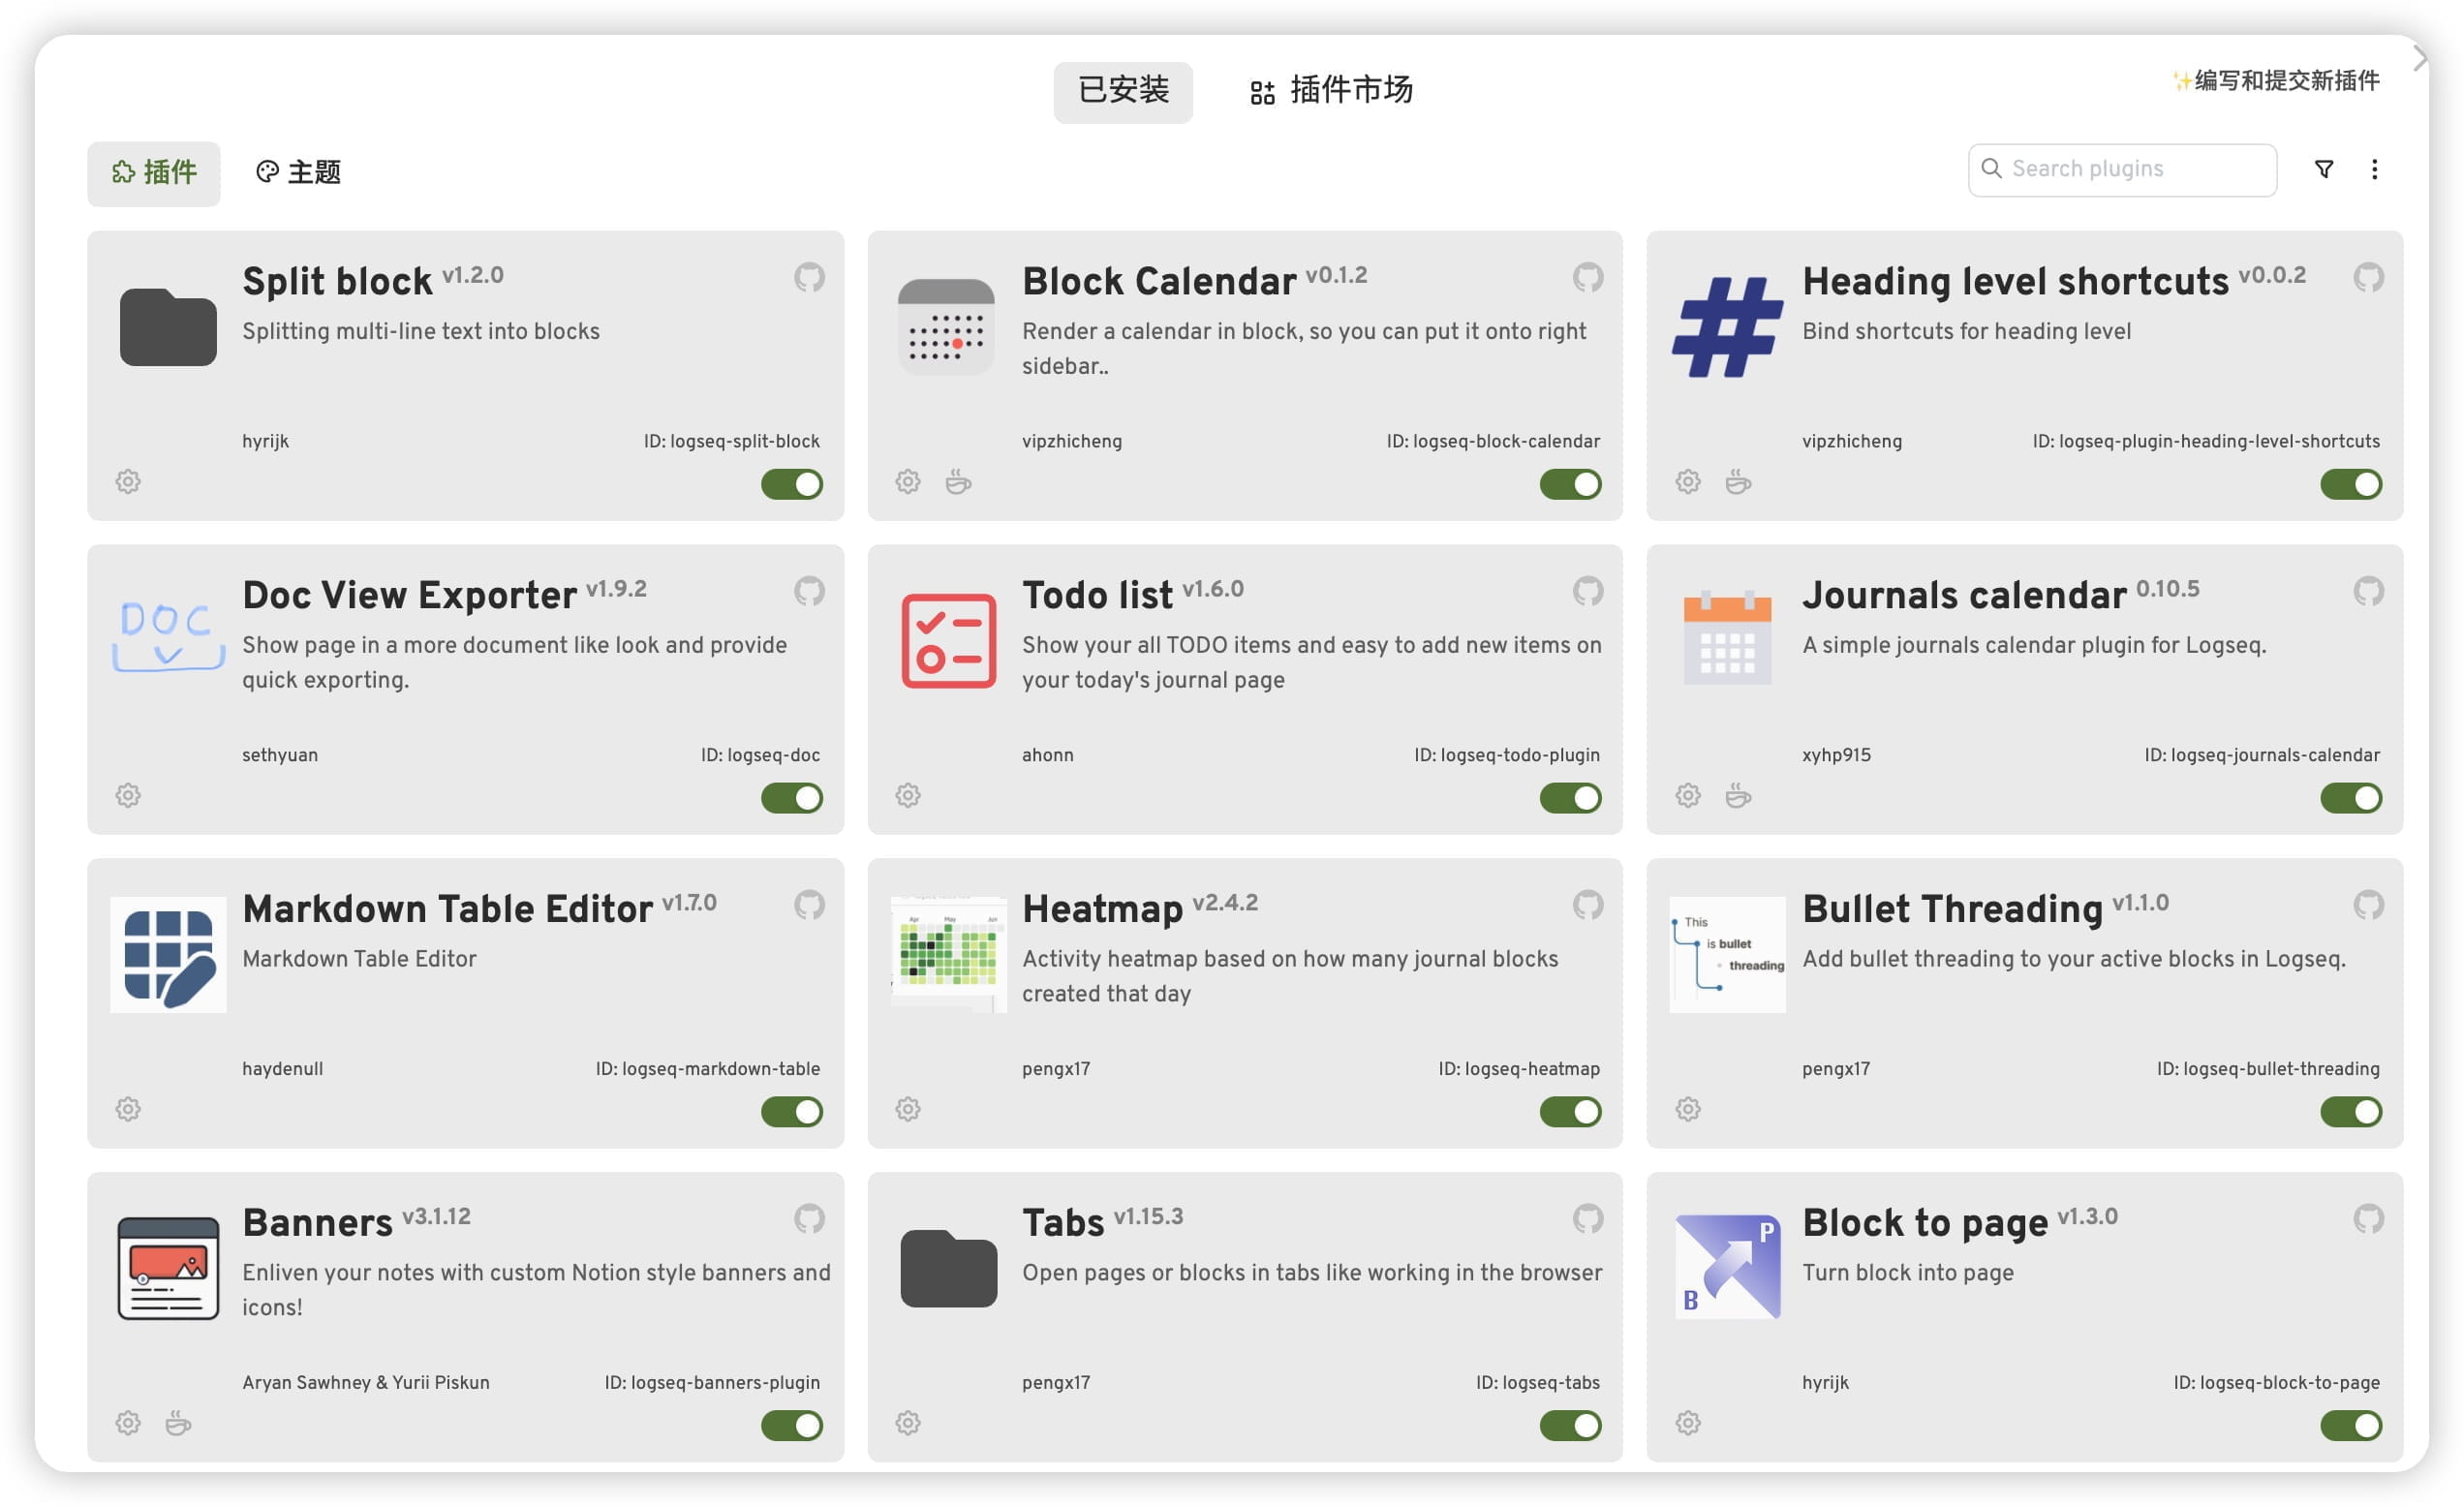 已安装
插件市场
✨编写和提交新插件
插件
主题
Search plugins
Split block v1.2.0
Splitting multi-line text into blocks
hyrijk
ID: logseq-split-block
Block Calendar v0.1.2
Render a calendar in block, so you can put it onto right
sidebar..
vipzhicheng
ID: logseq-block-calendar
Heading level shortcuts v0.0.2
Bind shortcuts for heading level
vipzhicheng
ID: logseq-plugin-heading-level-shortcuts
DOC
Doc View Exporter v1.9.2
Show page in a more document like look and provide
quick exporting.
sethyuan
ID: logseq-doc
Todo list v1.6.0
Show your all TODO items and easy to add new items on
your today's journal page
ahonn
ID: logseq-todo-plugin
Journals calendar 0.10.5
A simple journals calendar plugin for Logseq.
xyhp915
ID: logseq-journals-calendar
Markdown Table Editor v1.7.0
Markdown Table Editor
haydenull
ID: logseq-markdown-table
Apr May Jun
Heatmap v2.4.2
Activity heatmap based on how many journal blocks
created that day
pengx17
ID: logseq-heatmap
This
is bullet
threading
Bullet Threading v1.1.0
Add bullet threading to your active blocks in Logseq.
pengx17
ID: logseq-bullet-threading
Banners v3.1.12
Enliven your notes with custom Notion style banners and
icons!
Aryan Sawhney & Yurii Piskun
ID: logseq-banners-plugin
Tabs v1.15.3
Open pages or blocks in tabs like working in the browser
pengx17
ID: logseq-tabs
P
B
Block to page v1.3.0
Turn block into page
hyrijk
ID: logseq-block-to-page